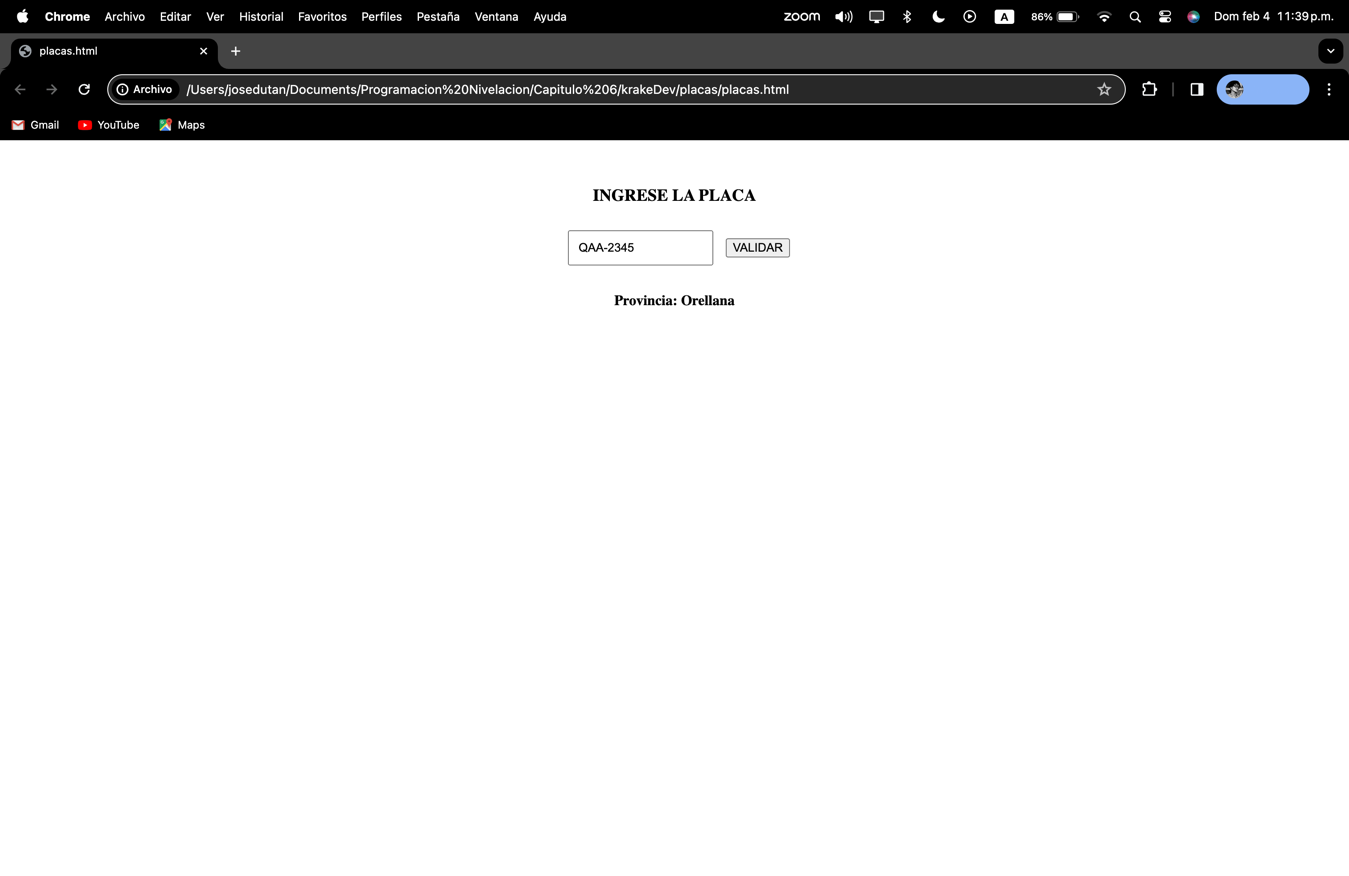 Chrome Archivo Editar Ver Historial Favoritos Perfiles Pestaña Ventana Ayuda zoom A 86% Dom feb 4 11:39 p.m.
placas.html
Archivo /Users/josedutan/Documents/Programacion%20Nivelacion/Capitulo%206/krakeDev/placas/placas.html
Gmail YouTube Maps
INGRESE LA PLACA
QAA-2345 VALIDAR
Provincia: Orellana